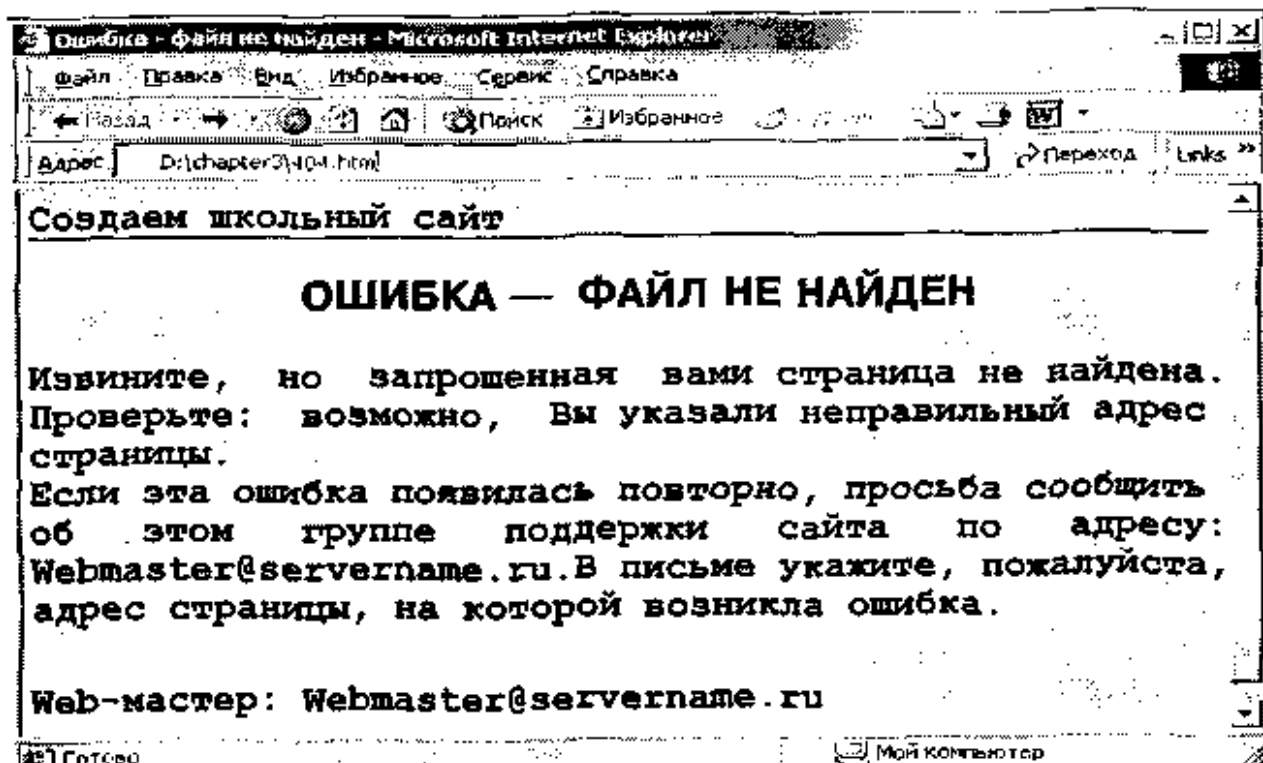 Ошибка - файл не найден - Microsoft Internet Explorer
Файл Правка Вид Избранное Сервис Справка
Назад Поиск Избранное
Адрес D:\chapter3\404.html Переход Links »
Создаем школьный сайт
ОШИБКА — ФАЙЛ НЕ НАЙДЕН
Извините, но запрошенная вами страница не найдена.
Проверьте: возможно, Вы указали неправильный адрес
страницы.
Если эта ошибка появилась повторно, просьба сообщить
об этом группе поддержки сайта по адресу:
Webmaster@servername.ru.В письме укажите, пожалуйста,
адрес страницы, на которой возникла ошибка.
Web-мастер: Webmaster@servername.ru
Готово Мой компьютер